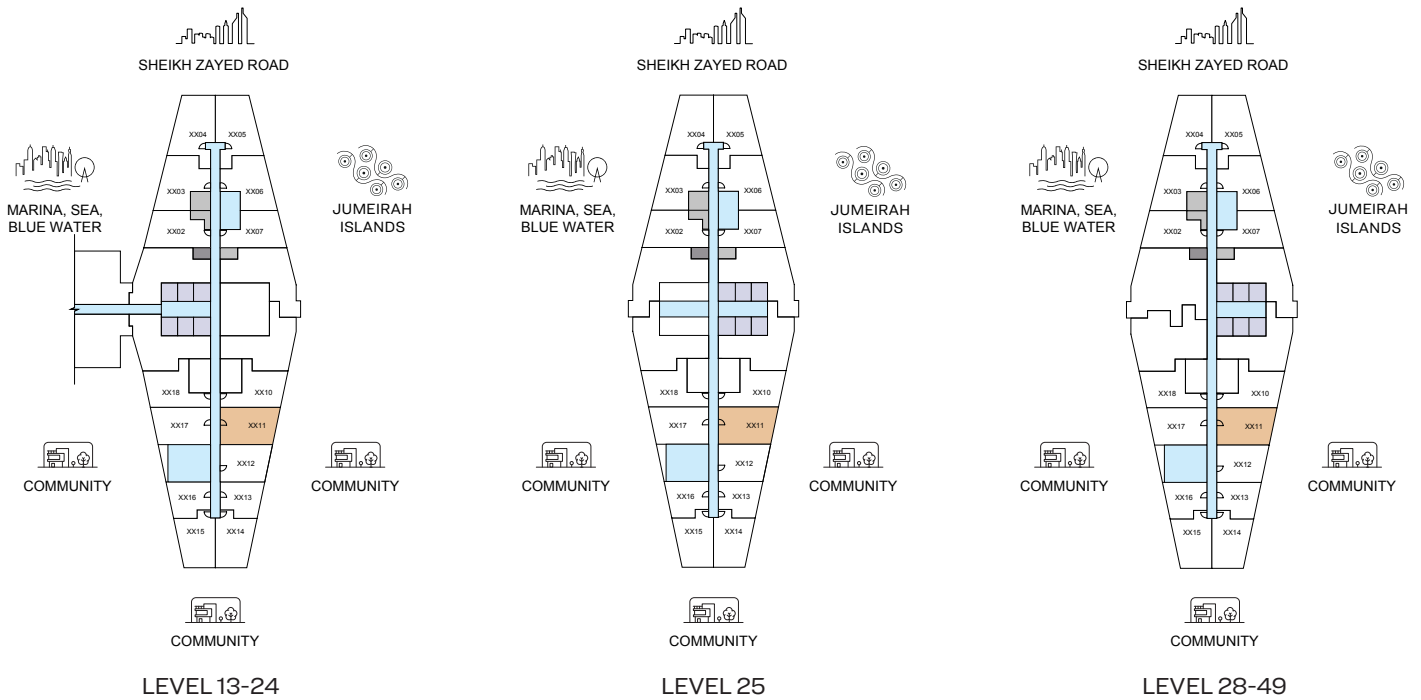 SHEIKH ZAYED ROAD
XX04 XX05
MARINA, SEA,
BLUE WATER
XX03 XX06
JUMEIRAH
ISLANDS
XX02 XX07
XX18 XX10
XX17 XX11
XX12
COMMUNITY
COMMUNITY
XX16 XX13
XX15 XX14
COMMUNITY
LEVEL 13-24
SHEIKH ZAYED ROAD
XX04 XX05
MARINA, SEA,
BLUE WATER
XX03 XX06
JUMEIRAH
ISLANDS
XX02 XX07
XX18 XX10
XX17 XX11
XX12
COMMUNITY
COMMUNITY
XX16 XX13
XX15 XX14
COMMUNITY
LEVEL 25
SHEIKH ZAYED ROAD
XX04 XX05
MARINA, SEA,
BLUE WATER
XX03 XX06
JUMEIRAH
ISLANDS
XX02 XX07
XX18 XX10
XX17 XX11
XX12
COMMUNITY
COMMUNITY
XX16 XX13
XX15 XX14
COMMUNITY
LEVEL 28-49